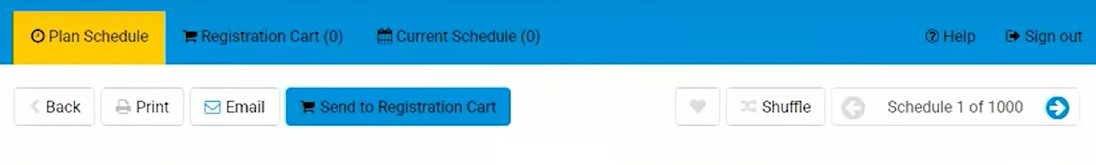 Plan Schedule Registration Cart (0) Current Schedule (0) Help Sign out
Back Print Email Send to Registration Cart Shuffle Schedule 1 of 1000